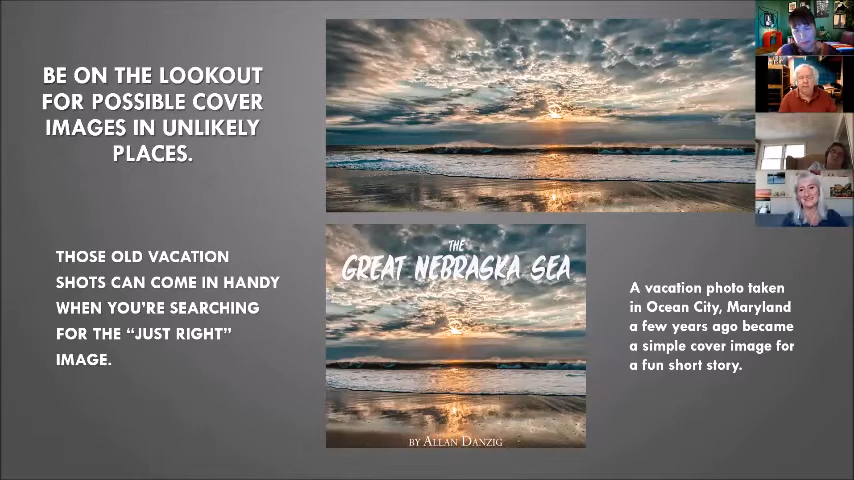 BE ON THE LOOKOUT
FOR POSSIBLE COVER
IMAGES IN UNLIKELY
PLACES.
THOSE OLD VACATION
SHOTS CAN COME IN HANDY
WHEN YOU'RE SEARCHING
FOR THE “JUST RIGHT”
IMAGE.
THE
GREAT NEBRASKA SEA
BY ALLAN DANZIG
A vacation photo taken
in Ocean City, Maryland
a few years ago became
a simple cover image for
a fun short story.